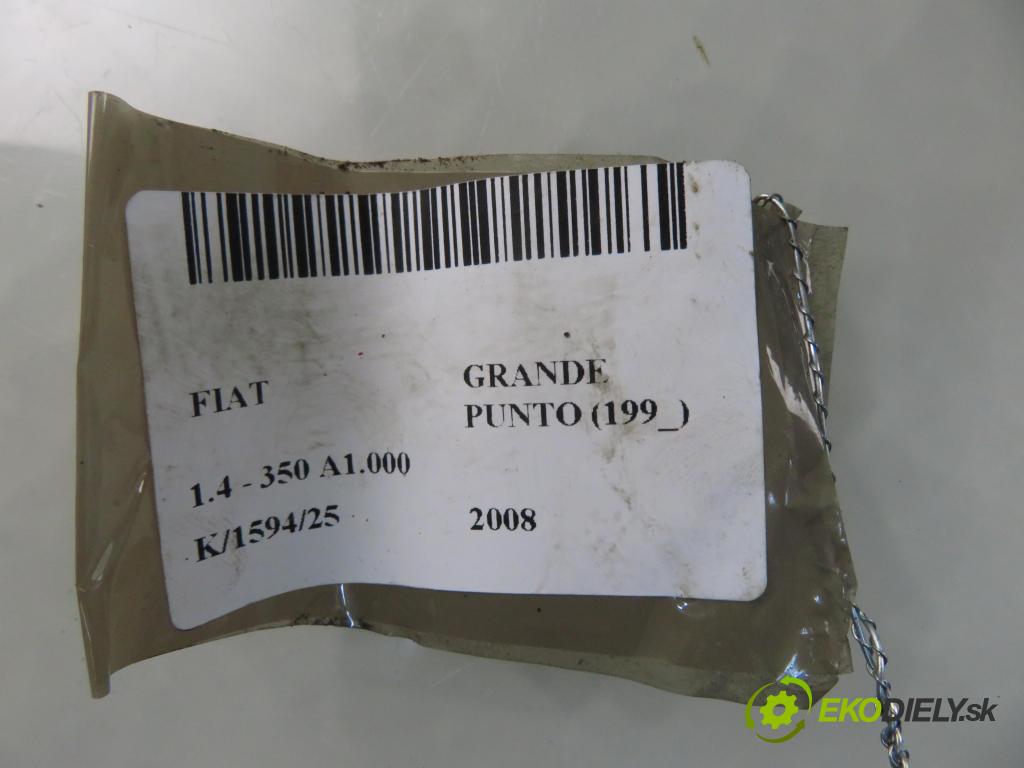 FIAT
GRANDE
PUNTO (199_)
1.4 - 350 A1.000
K/1594/25
2008
EKODIELY.sk